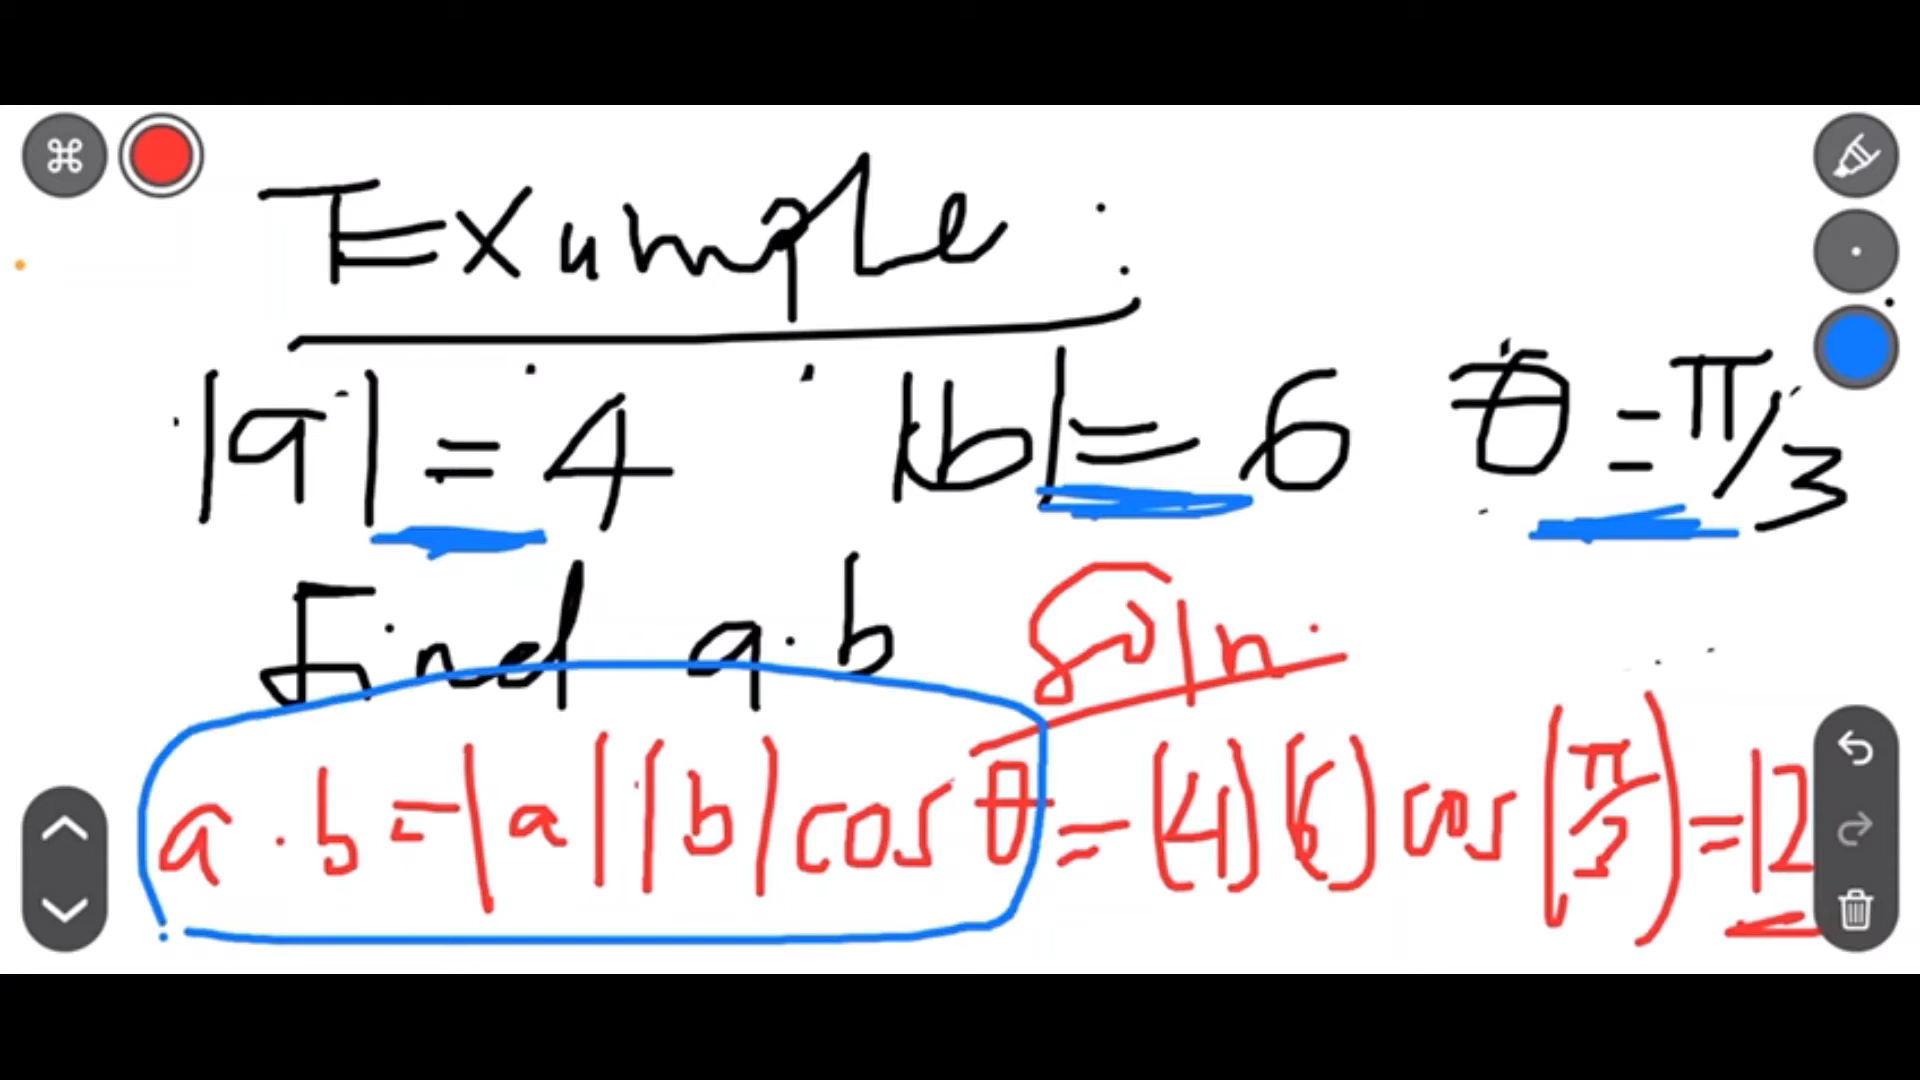 Example:
|a| = 4 |b| = 6 θ = π/3
Find a·b Soln
a·b = |a||b| cos θ = (4)(6) cos(π/3) = 12